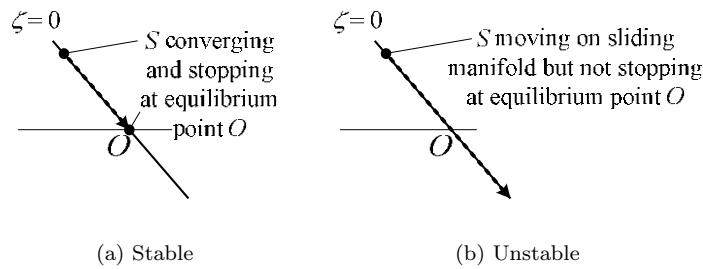 ζ=0
S converging
and stopping
at equilibrium
point O
O
(a) Stable
ζ=0
S moving on sliding
manifold but not stopping
at equilibrium point O
O
(b) Unstable